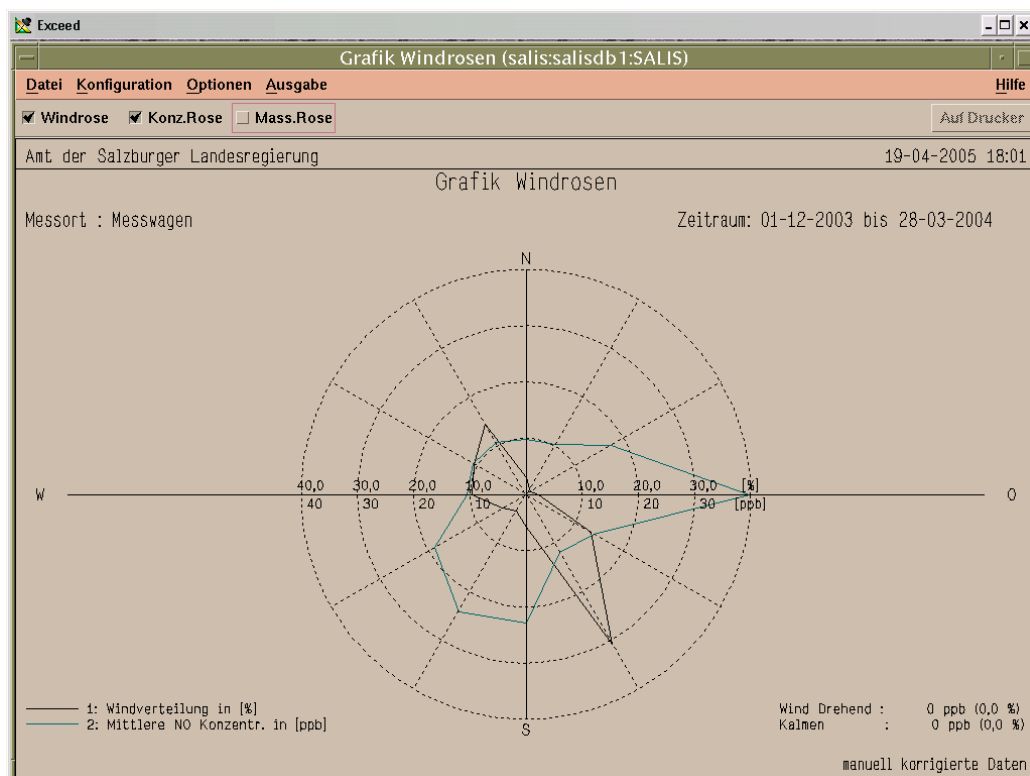 Exceed
Grafik Windrosen (salis:salisdb1:SALIS)
Datei Konfiguration Optionen Ausgabe Hilfe
Windrose Konz.Rose Mass.Rose Auf Drucker
Amt der Salzburger Landesregierung 19-04-2005 18:01
Grafik Windrosen
Messort : Messwagen Zeitraum: 01-12-2003 bis 28-03-2004
N
40,0 30,0 20,0 10,0 10,0 20,0 30,0 [%]
W O
40 30 20 10 10 20 30 [ppb]
S
1: Windverteilung in [%]
2: Mittlere NO Konzentr. in [ppb]
Wind Drehend : 0 ppb (0,0 %)
Kalmen : 0 ppb (0,0 %)
manuell korrigierte Daten